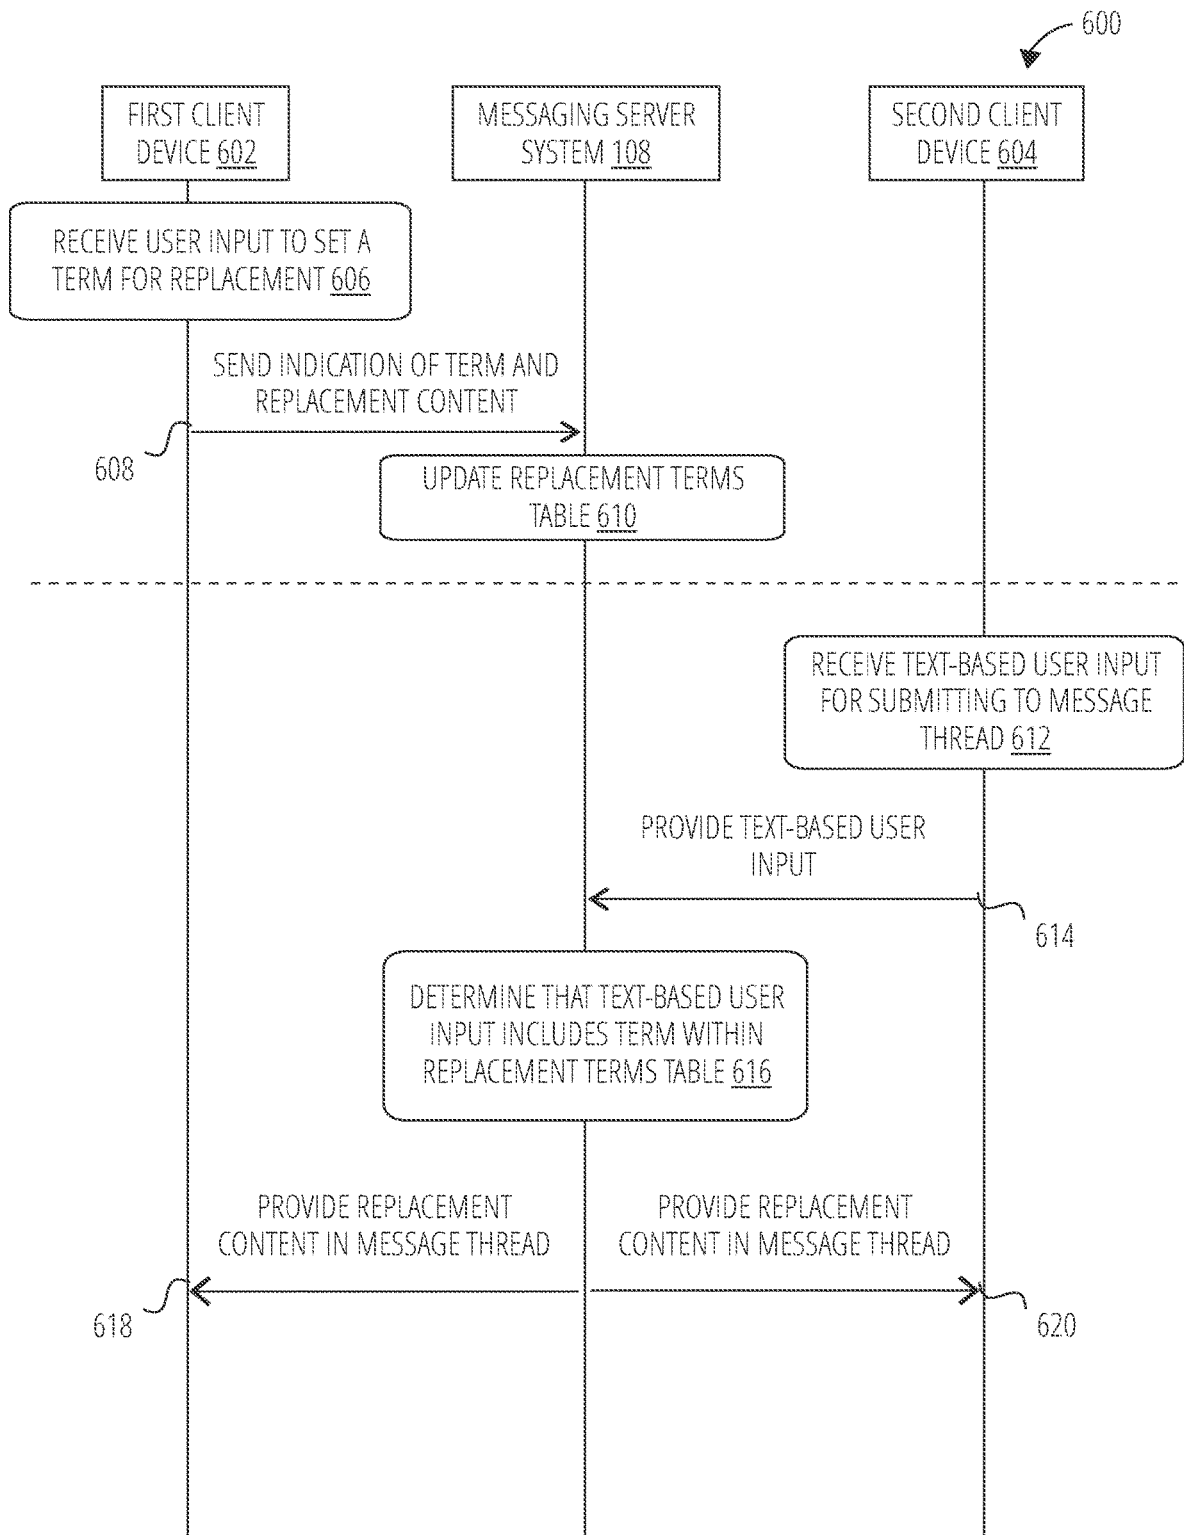 600
FIRST CLIENT
DEVICE 602
MESSAGING SERVER
SYSTEM 108
SECOND CLIENT
DEVICE 604
RECEIVE USER INPUT TO SET A
TERM FOR REPLACEMENT 606
SEND INDICATION OF TERM AND
REPLACEMENT CONTENT
608
UPDATE REPLACEMENT TERMS
TABLE 610
RECEIVE TEXT-BASED USER INPUT
FOR SUBMITTING TO MESSAGE
THREAD 612
PROVIDE TEXT-BASED USER
INPUT
614
DETERMINE THAT TEXT-BASED USER
INPUT INCLUDES TERM WITHIN
REPLACEMENT TERMS TABLE 616
PROVIDE REPLACEMENT
CONTENT IN MESSAGE THREAD
618
PROVIDE REPLACEMENT
CONTENT IN MESSAGE THREAD
620